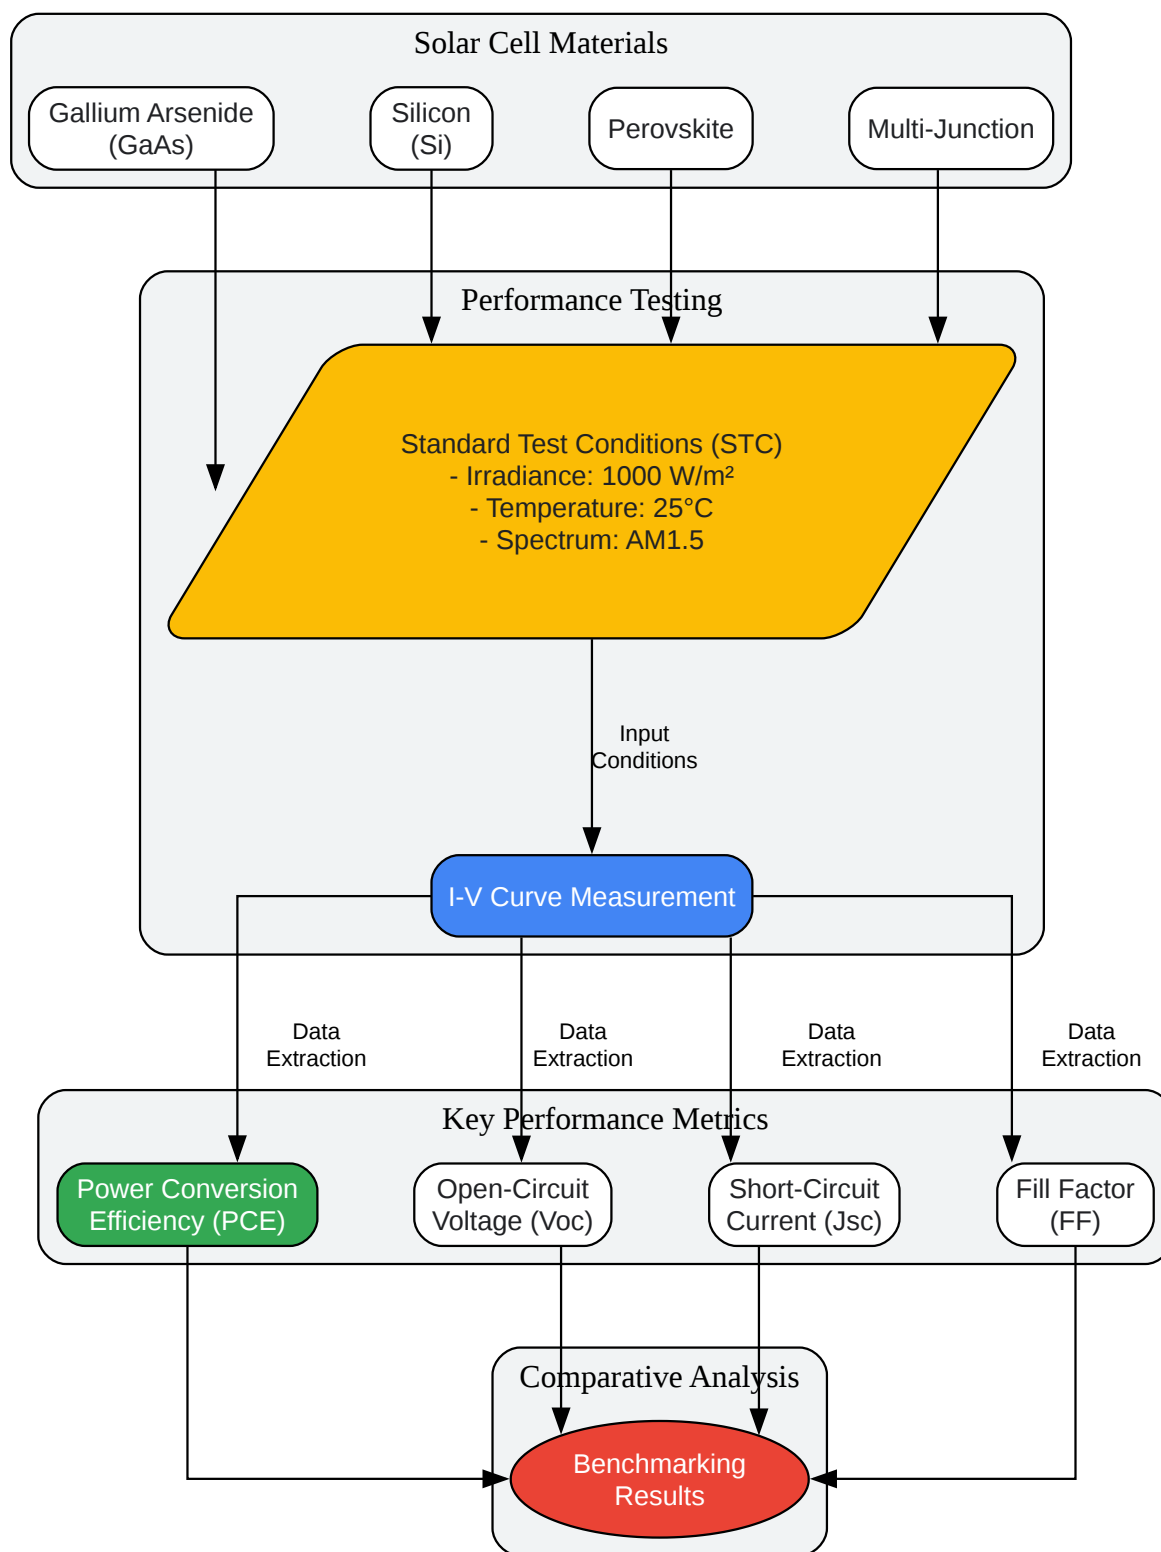 Solar Cell Materials
Gallium Arsenide
(GaAs)
Silicon
(Si)
Perovskite
Multi-Junction
Performance Testing
Standard Test Conditions (STC)
- Irradiance: 1000 W/m²
- Temperature: 25°C
- Spectrum: AM1.5
Input
Conditions
I-V Curve Measurement
Data
Extraction
Data
Extraction
Data
Extraction
Data
Extraction
Key Performance Metrics
Power Conversion
Efficiency (PCE)
Open-Circuit
Voltage (Voc)
Short-Circuit
Current (Jsc)
Fill Factor
(FF)
Comparative Analysis
Benchmarking
Results